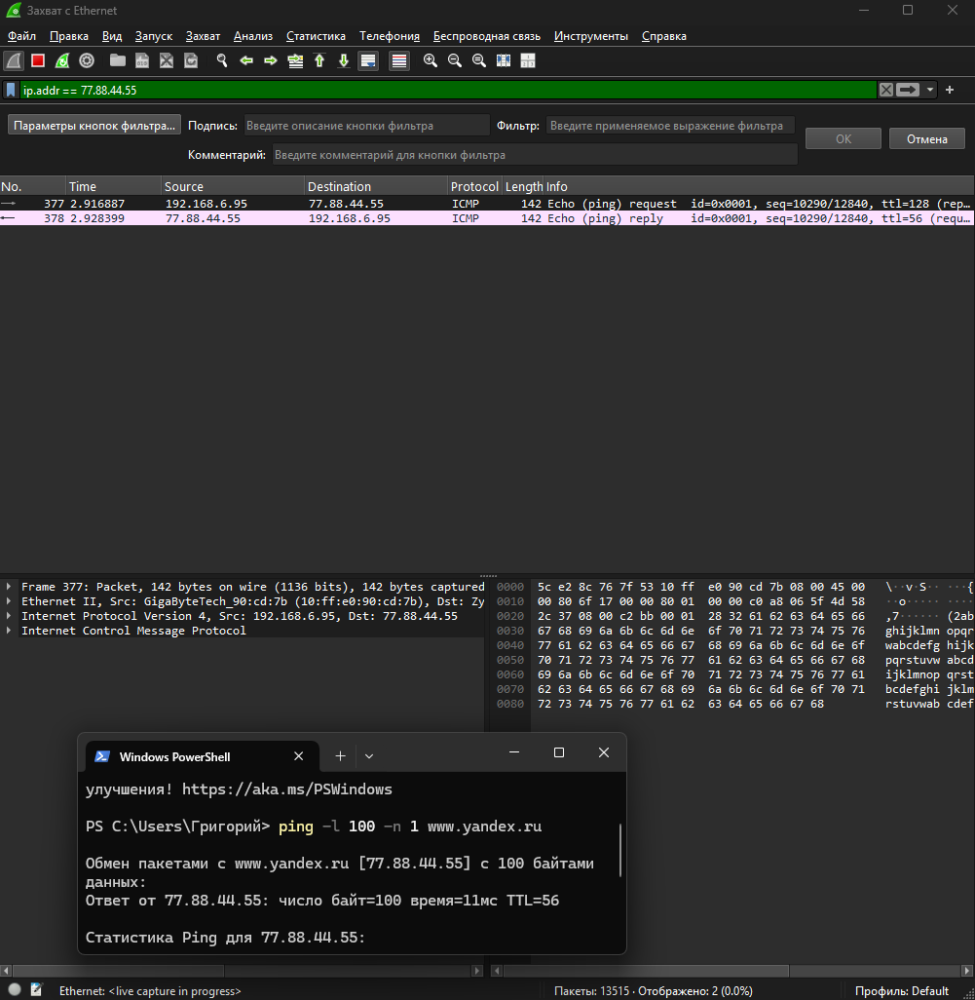 Захват с Ethernet
Файл Правка Вид Запуск Захват Анализ Статистика Телефония Беспроводная связь Инструменты Справка
ip.addr == 77.88.44.55
Параметры кнопок фильтра... Подпись: Введите описание кнопки фильтра Фильтр: Введите применяемое выражение фильтра OK Отмена
Комментарий: Введите комментарий для кнопки фильтра
No. Time Source Destination Protocol Length Info
377 2.916887 192.168.6.95 77.88.44.55 ICMP 142 Echo (ping) request id=0x0001, seq=10290/12840, ttl=128 (rep…
378 2.928399 77.88.44.55 192.168.6.95 ICMP 142 Echo (ping) reply id=0x0001, seq=10290/12840, ttl=56 (requ…
Frame 377: Packet, 142 bytes on wire (1136 bits), 142 bytes captured
Ethernet II, Src: GigaByteTech_90:cd:7b (10:ff:e0:90:cd:7b), Dst: Zy
Internet Protocol Version 4, Src: 192.168.6.95, Dst: 77.88.44.55
Internet Control Message Protocol
0000 5c e2 8c 76 7f 53 10 ff e0 90 cd 7b 08 00 45 00 \··v·S·· ···{
0010 00 80 6f 17 00 00 80 01 00 00 c0 a8 06 5f 4d 58 ··o····· ····
0020 2c 37 08 00 c2 bb 00 01 28 32 61 62 63 64 65 66 ,7······ (2ab
0030 67 68 69 6a 6b 6c 6d 6e 6f 70 71 72 73 74 75 76 ghijklmn opqr
0040 77 61 62 63 64 65 66 67 68 69 6a 6b 6c 6d 6e 6f wabcdefg hijk
0050 70 71 72 73 74 75 76 77 61 62 63 64 65 66 67 68 pqrstuvw abcd
0060 69 6a 6b 6c 6d 6e 6f 70 71 72 73 74 75 76 77 61 ijklmnop qrst
0070 62 63 64 65 66 67 68 69 6a 6b 6c 6d 6e 6f 70 71 bcdefghi jklm
0080 72 73 74 75 76 77 61 62 63 64 65 66 67 68 rstuvwab cdef
Windows PowerShell
улучшения! https://aka.ms/PSWindows
PS C:\Users\Григорий> ping -l 100 -n 1 www.yandex.ru
Обмен пакетами с www.yandex.ru [77.88.44.55] с 100 байтами
данных:
Ответ от 77.88.44.55: число байт=100 время=11мс TTL=56
Статистика Ping для 77.88.44.55:
Ethernet: <live capture in progress> Пакеты: 13515 · Отображено: 2 (0.0%) Профиль: Default